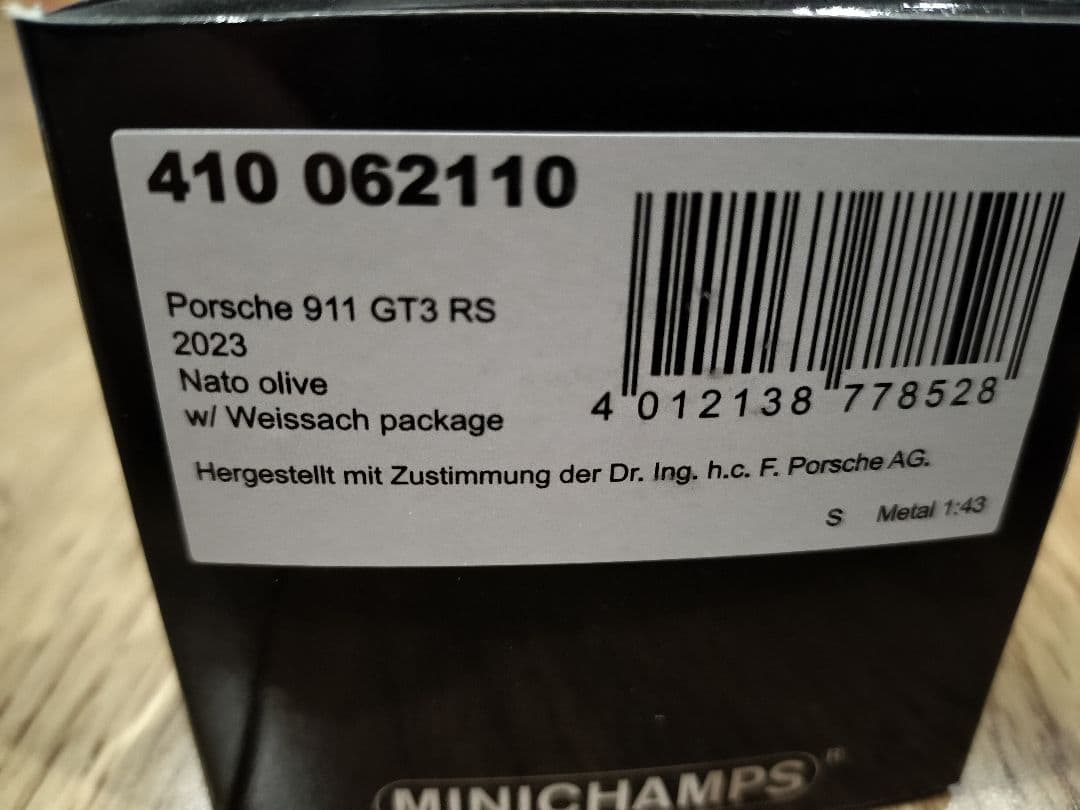 410 062110
Porsche 911 GT3 RS
2023
Nato olive
w/ Weissach package
4 012138 778528
Hergestellt mit Zustimmung der Dr. Ing. h.c. F. Porsche AG.
S Metal 1:43
MINICHAMPS®